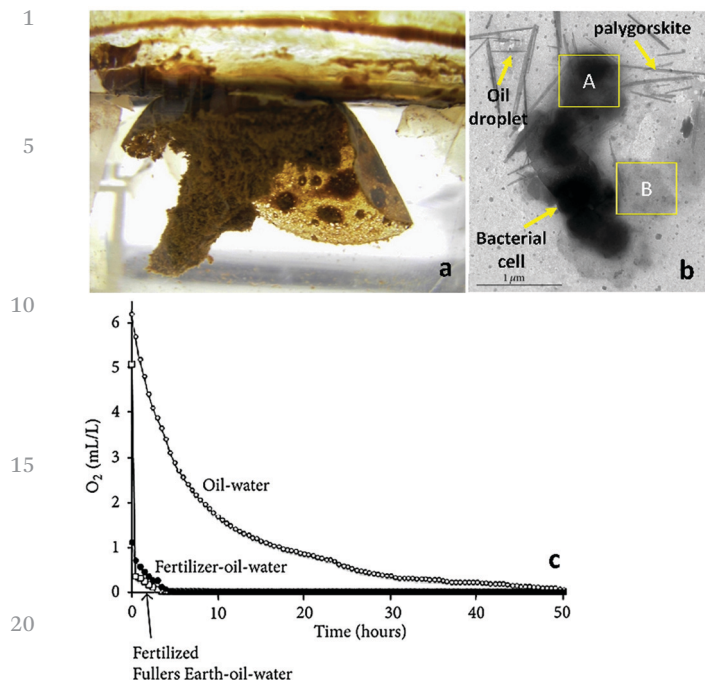 1
5
10
15
20
a
palygorskite
A
Oil
droplet
B
Bacterial
cell
1 μm
b
6
5
4
3
2
1
0
O₂ (mL/L)
Oil-water
Fertilizer-oil-water
c
0
10
20
30
40
50
Time (hours)
Fertilized
Fullers Earth-oil-water